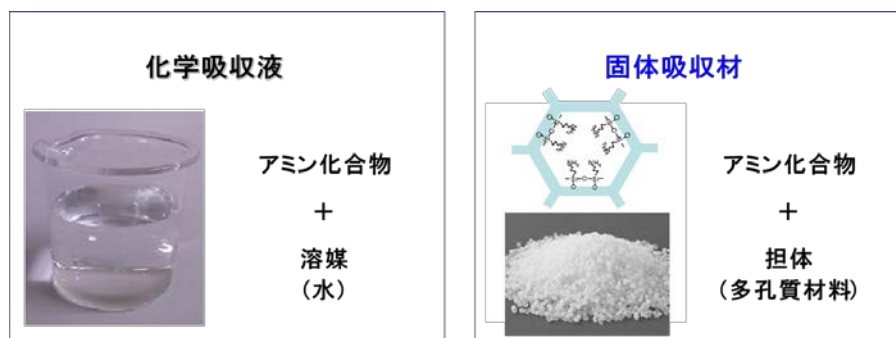 化学吸収液
アミン化合物
+
溶媒
(水)
固体吸収材
アミン化合物
+
担体
(多孔質材料)